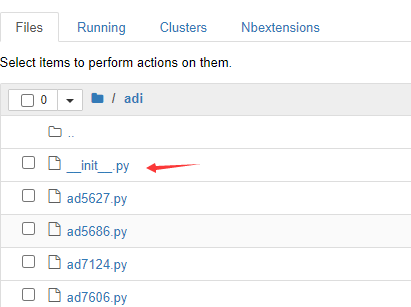 Files Running Clusters Nbextensions
Select items to perform actions on them.
0 / adi
..
__init__.py
ad5627.py
ad5686.py
ad7124.py
ad7606.py